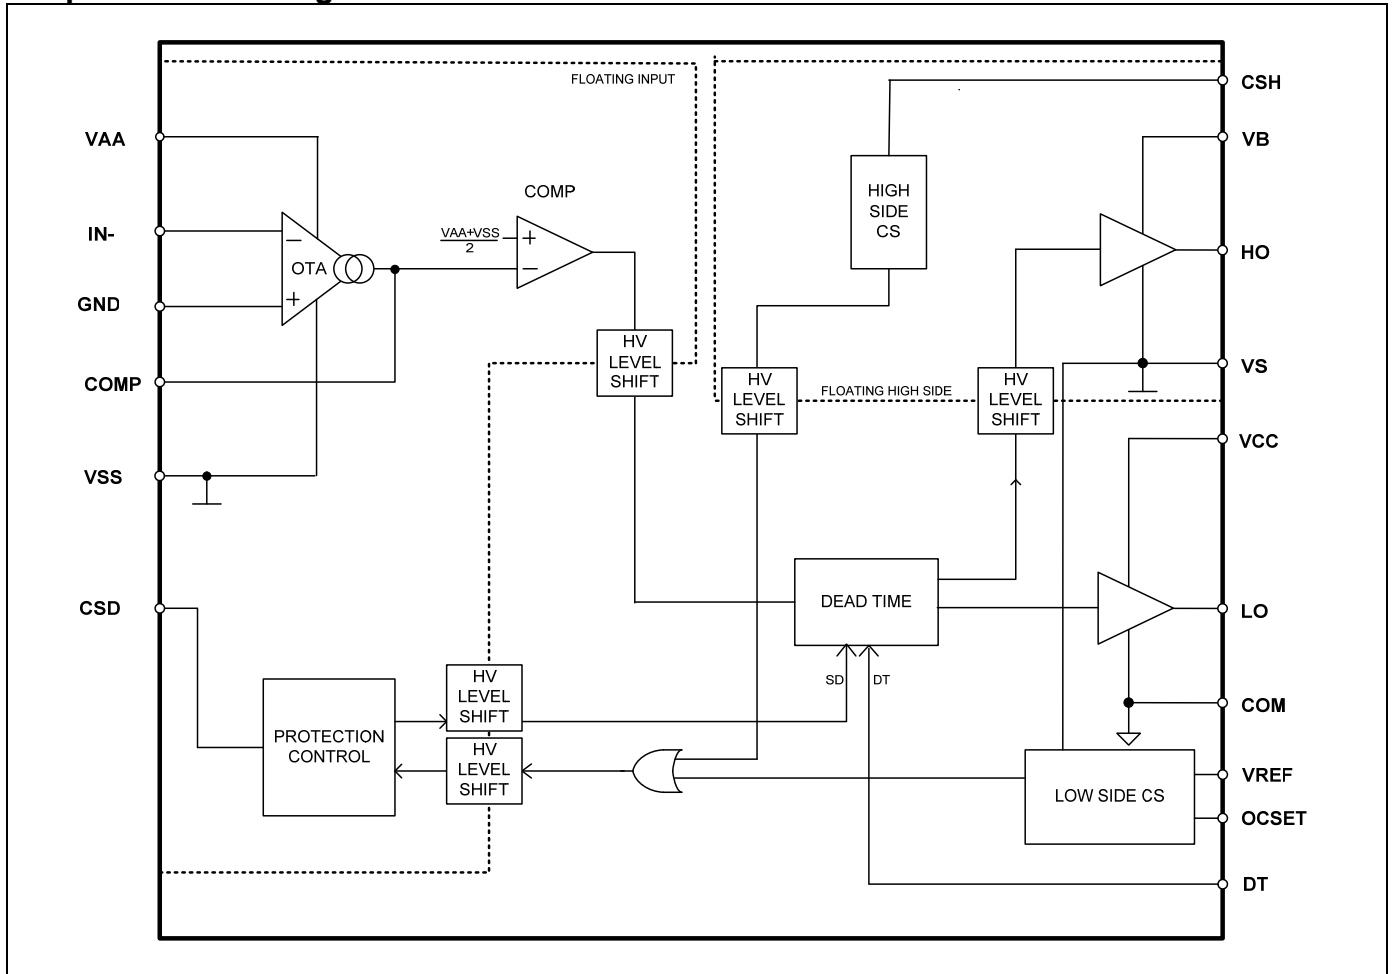 FLOATING INPUT
CSH
VAA
VB
HIGH
SIDE
CS
COMP
IN-
VAA+VSS
2
+
−
−
OTA
+
HO
GND
HV
LEVEL
SHIFT
COMP
VS
HV
LEVEL
SHIFT
FLOATING HIGH SIDE
HV
LEVEL
SHIFT
VCC
VSS
CSD
DEAD TIME
LO
SD
DT
HV
LEVEL
SHIFT
COM
PROTECTION
CONTROL
HV
LEVEL
SHIFT
VREF
LOW SIDE CS
OCSET
DT